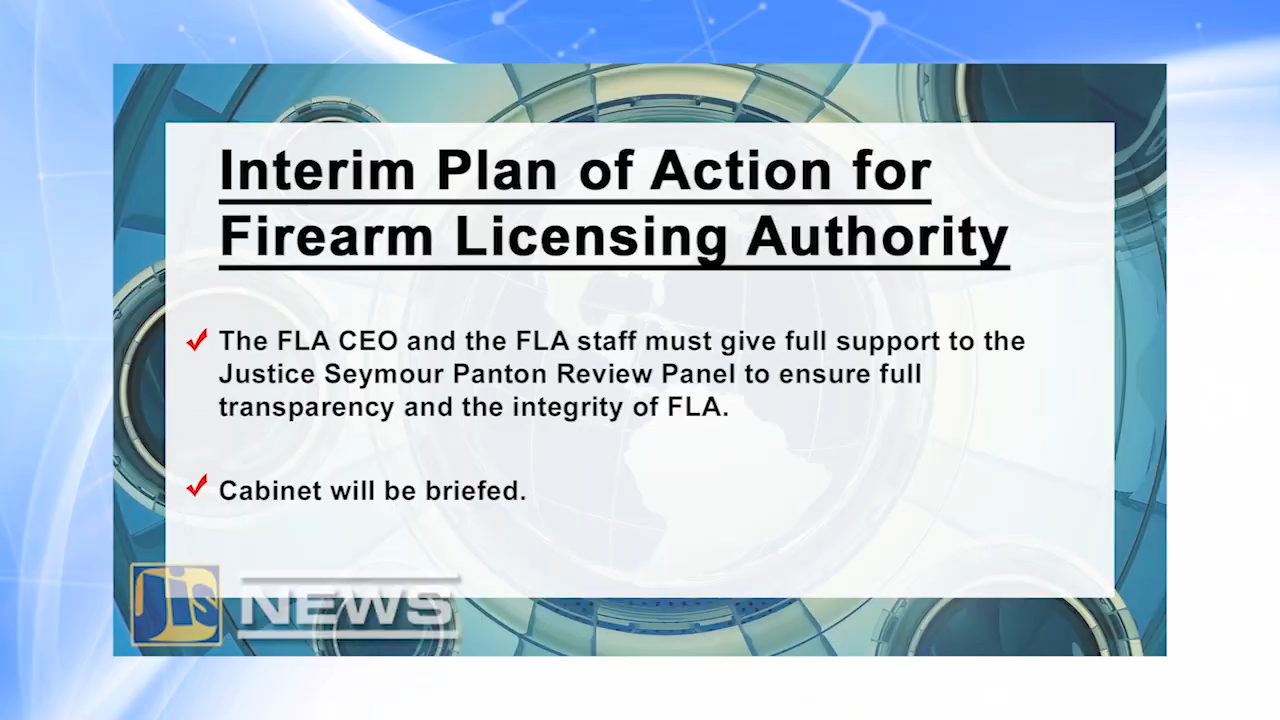 Interim Plan of Action for
Firearm Licensing Authority
The FLA CEO and the FLA staff must give full support to the
Justice Seymour Panton Review Panel to ensure full
transparency and the integrity of FLA.
Cabinet will be briefed.
Jis NEWS